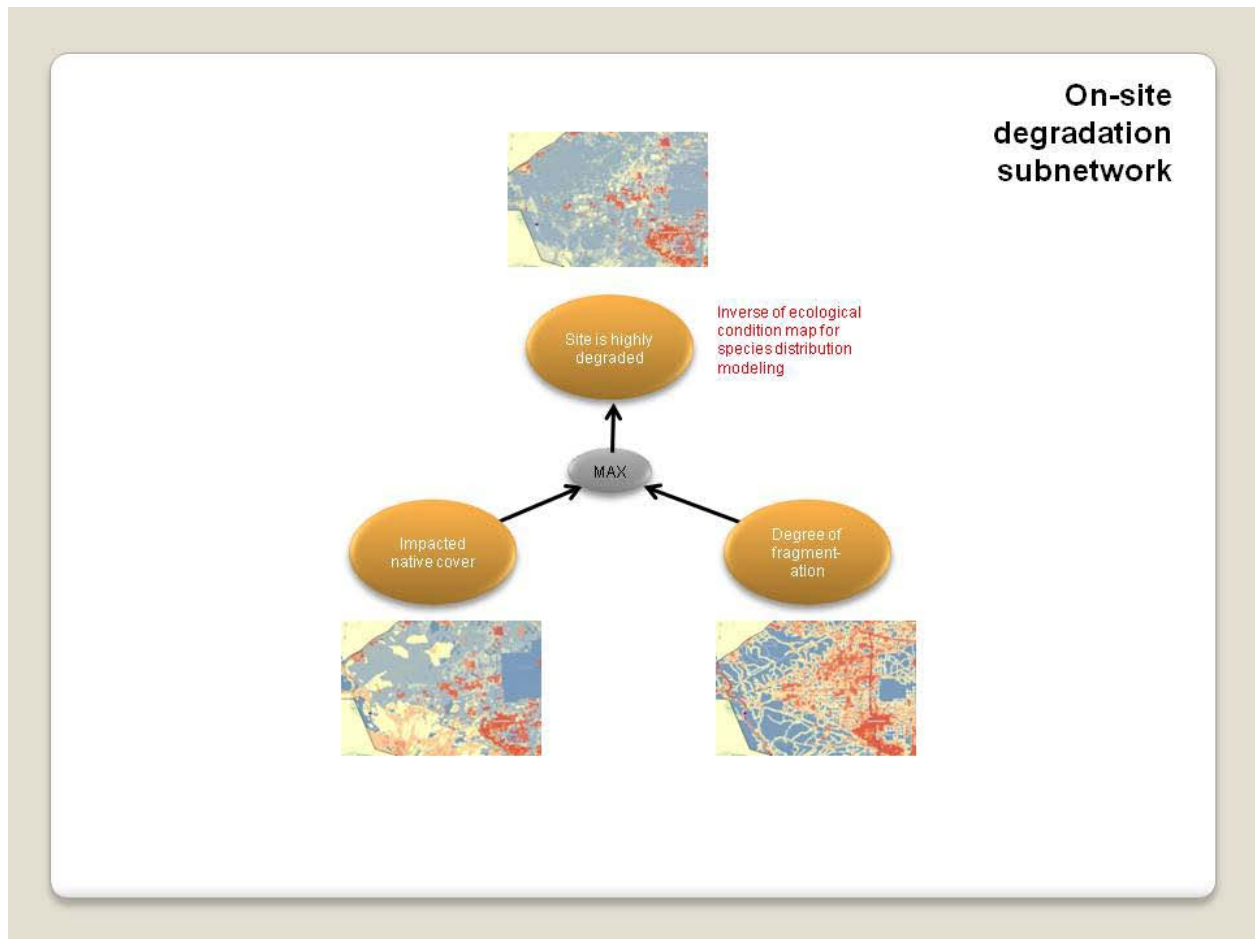 On-site
degradation
subnetwork
Site is highly
degraded
Inverse of ecological
condition map for
species distribution
modeling
MAX
Impacted
native cover
Degree of
fragment-
ation